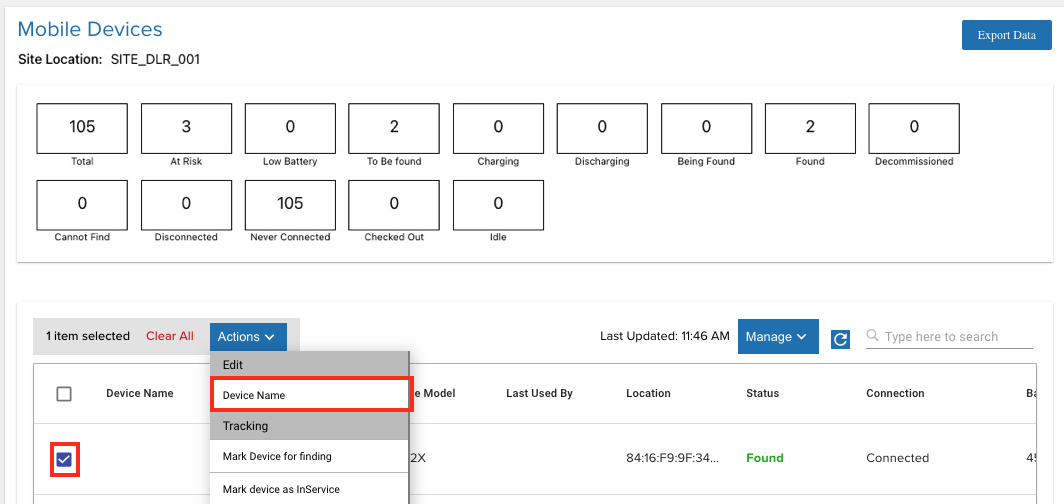 Mobile Devices
Export Data
Site Location: SITE_DLR_001
105 3 0 2 0 0 0 2 0
Total At Risk Low Battery To Be found Charging Discharging Being Found Found Decommissioned
0 0 105 0 0
Cannot Find Disconnected Never Connected Checked Out Idle
1 item selected Clear All Actions Last Updated: 11:46 AM Manage Type here to search
Edit
Device Name Device Name e Model Last Used By Location Status Connection Ba
Tracking
Mark Device for finding 2X 84:16:F9:9F:34... Found Connected 45
Mark device as InService